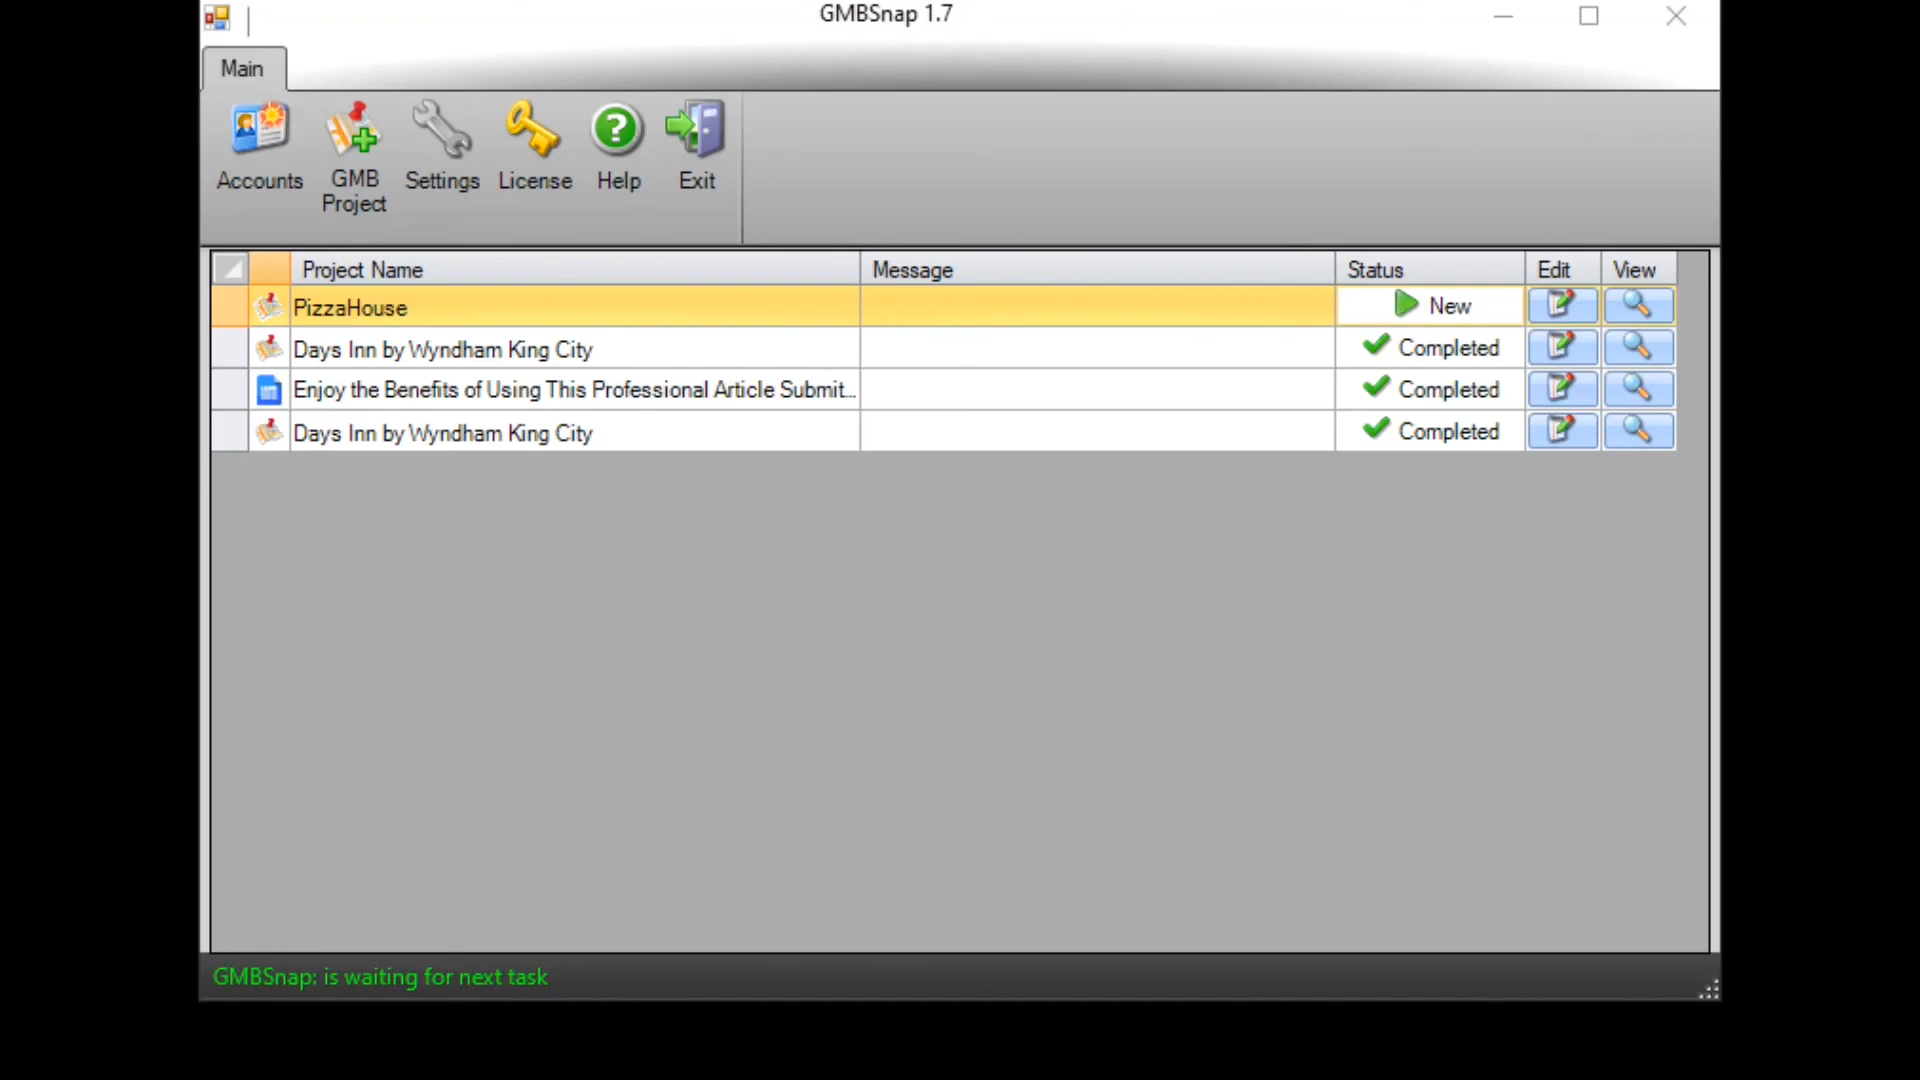 GMBSnap 1.7
Main
Accounts
GMB
Project
Settings
License
Help
Exit
Project Name
Message
Status
Edit
View
PizzaHouse
New
Days Inn by Wyndham King City
Completed
Enjoy the Benefits of Using This Professional Article Submit...
Completed
Days Inn by Wyndham King City
Completed
GMBSnap: is waiting for next task